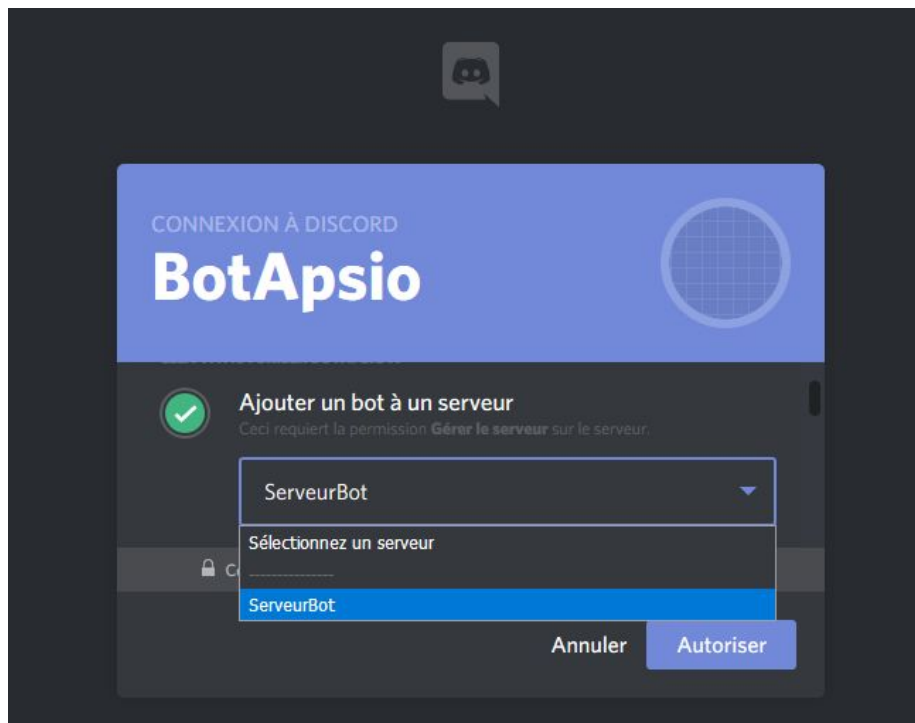 CONNEXION À DISCORD
BotApsio
Ajouter un bot à un serveur
Ceci requiert la permission Gérer le serveur sur le serveur.
ServeurBot
Sélectionnez un serveur
----------------
ServeurBot
Annuler
Autoriser